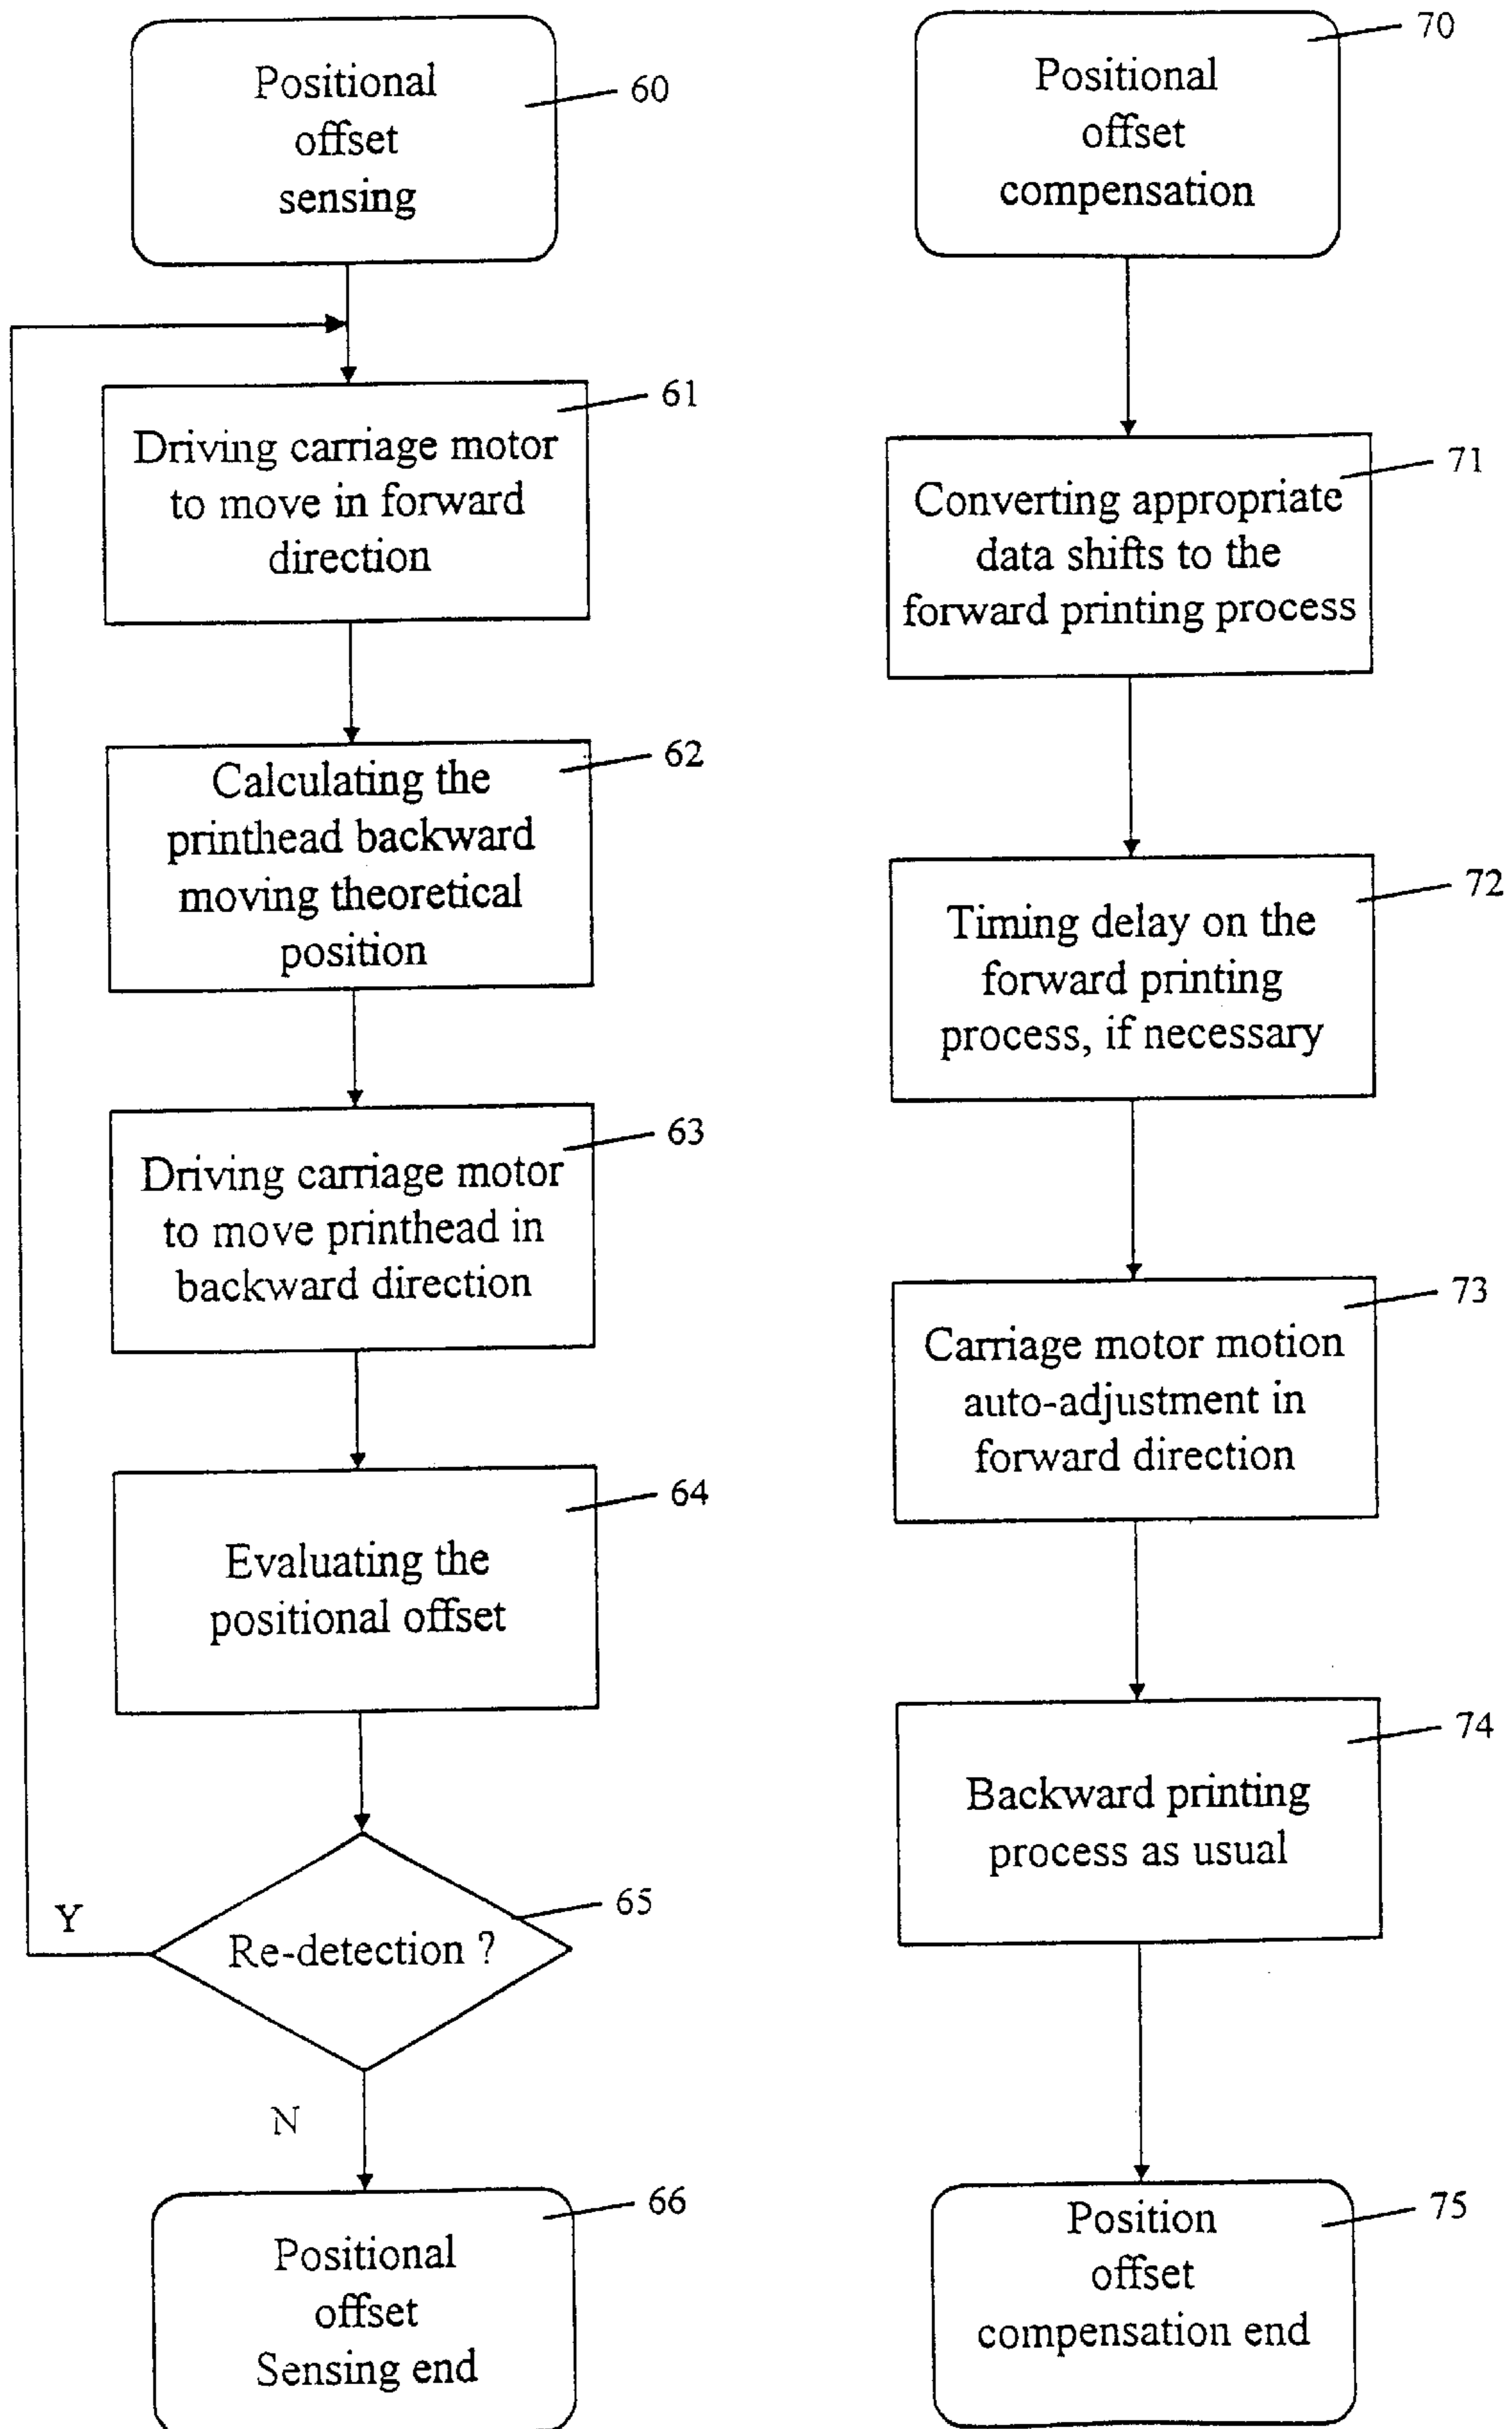 Positional
offset
sensing
60
Driving carriage motor
to move in forward
direction
61
Calculating the
printhead backward
moving theoretical
position
62
Driving carriage motor
to move printhead in
backward direction
63
Evaluating the
positional offset
64
Re-detection ?
65
Y
N
Positional
offset
Sensing end
66
Positional
offset
compensation
70
Converting appropriate
data shifts to the
forward printing process
71
Timing delay on the
forward printing
process, if necessary
72
Carriage motor motion
auto-adjustment in
forward direction
73
Backward printing
process as usual
74
Position
offset
compensation end
75